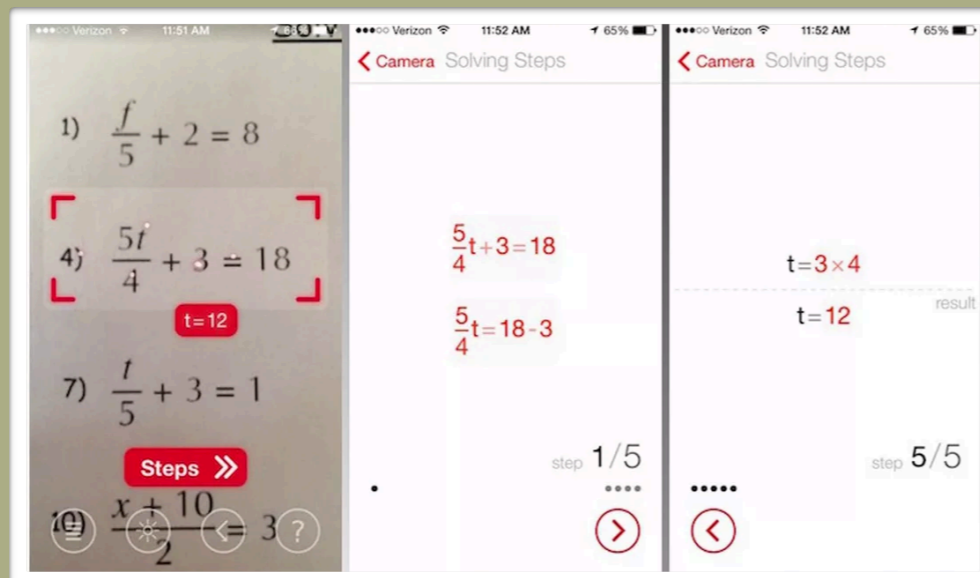 Verizon 11:51 AM
1) f/5 + 2 = 8
4) 5t/4 + 3 = 18
t=12
7) t/5 + 3 = 1
Steps
10) x + 10/2 = 3
?
Verizon 11:52 AM 65%
Camera Solving Steps
5/4t+3=18
5/4t=18-3
step 1/5
Verizon 11:52 AM 65%
Camera Solving Steps
t=3×4
result
t=12
step 5/5